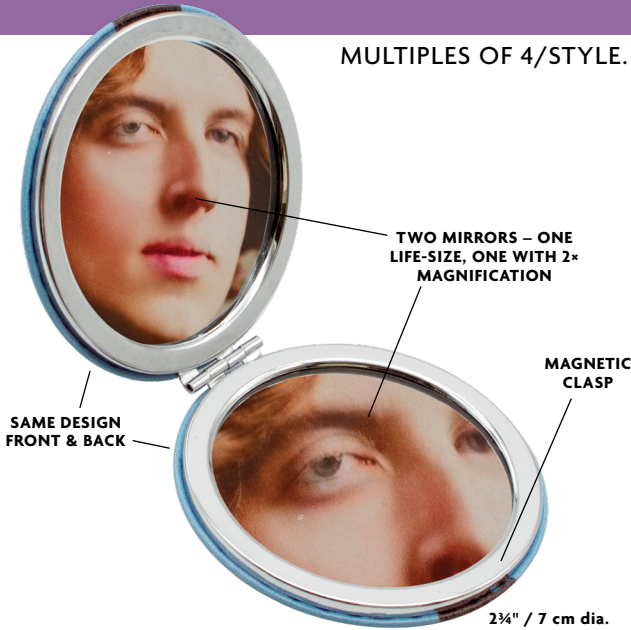 MULTIPLES OF 4/STYLE.
TWO MIRRORS – ONE
LIFE-SIZE, ONE WITH 2×
MAGNIFICATION
MAGNETIC
CLASP
SAME DESIGN
FRONT & BACK
2¾" / 7 cm dia.